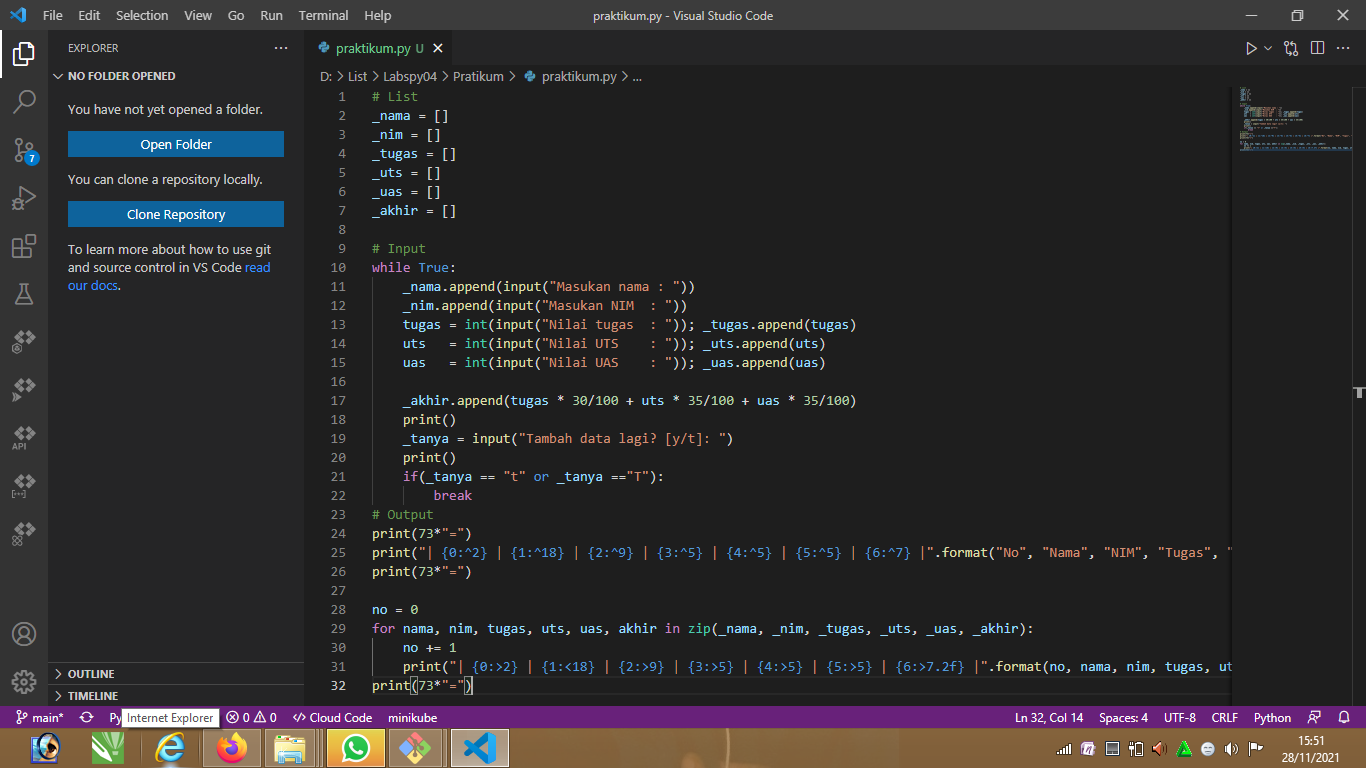 File Edit Selection View Go Run Terminal Help praktikum.py - Visual Studio Code
EXPLORER
NO FOLDER OPENED
You have not yet opened a folder.
Open Folder
You can clone a repository locally.
Clone Repository
To learn more about how to use git
and source control in VS Code read
our docs.
OUTLINE
TIMELINE
7
API
praktikum.py U
D: > List > Labspy04 > Pratikum > praktikum.py > ...
1 # List
2 _nama = []
3 _nim = []
4 _tugas = []
5 _uts = []
6 _uas = []
7 _akhir = []
8
9 # Input
10 while True:
11     _nama.append(input("Masukan nama : "))
12     _nim.append(input("Masukan NIM  : "))
13     tugas = int(input("Nilai tugas  : ")); _tugas.append(tugas)
14     uts   = int(input("Nilai UTS    : ")); _uts.append(uts)
15     uas   = int(input("Nilai UAS    : ")); _uas.append(uas)
16
17     _akhir.append(tugas * 30/100 + uts * 35/100 + uas * 35/100)
18     print()
19     _tanya = input("Tambah data lagi? [y/t]: ")
20     print()
21     if(_tanya == "t" or _tanya =="T"):
22         break
23 # Output
24 print(73*"=")
25 print("| {0:^2} | {1:^18} | {2:^9} | {3:^5} | {4:^5} | {5:^5} | {6:^7} |".format("No", "Nama", "NIM", "Tugas", "
26 print(73*"=")
27
28 no = 0
29 for nama, nim, tugas, uts, uas, akhir in zip(_nama, _nim, _tugas, _uts, _uas, _akhir):
30     no += 1
31     print("| {0:>2} | {1:<18} | {2:>9} | {3:>5} | {4:>5} | {5:>5} | {6:>7.2f} |".format(no, nama, nim, tugas, ut
32 print(73*"=")
main* Py Internet Explorer 0 0 Cloud Code minikube Ln 32, Col 14 Spaces: 4 UTF-8 CRLF Python
15:51
28/11/2021